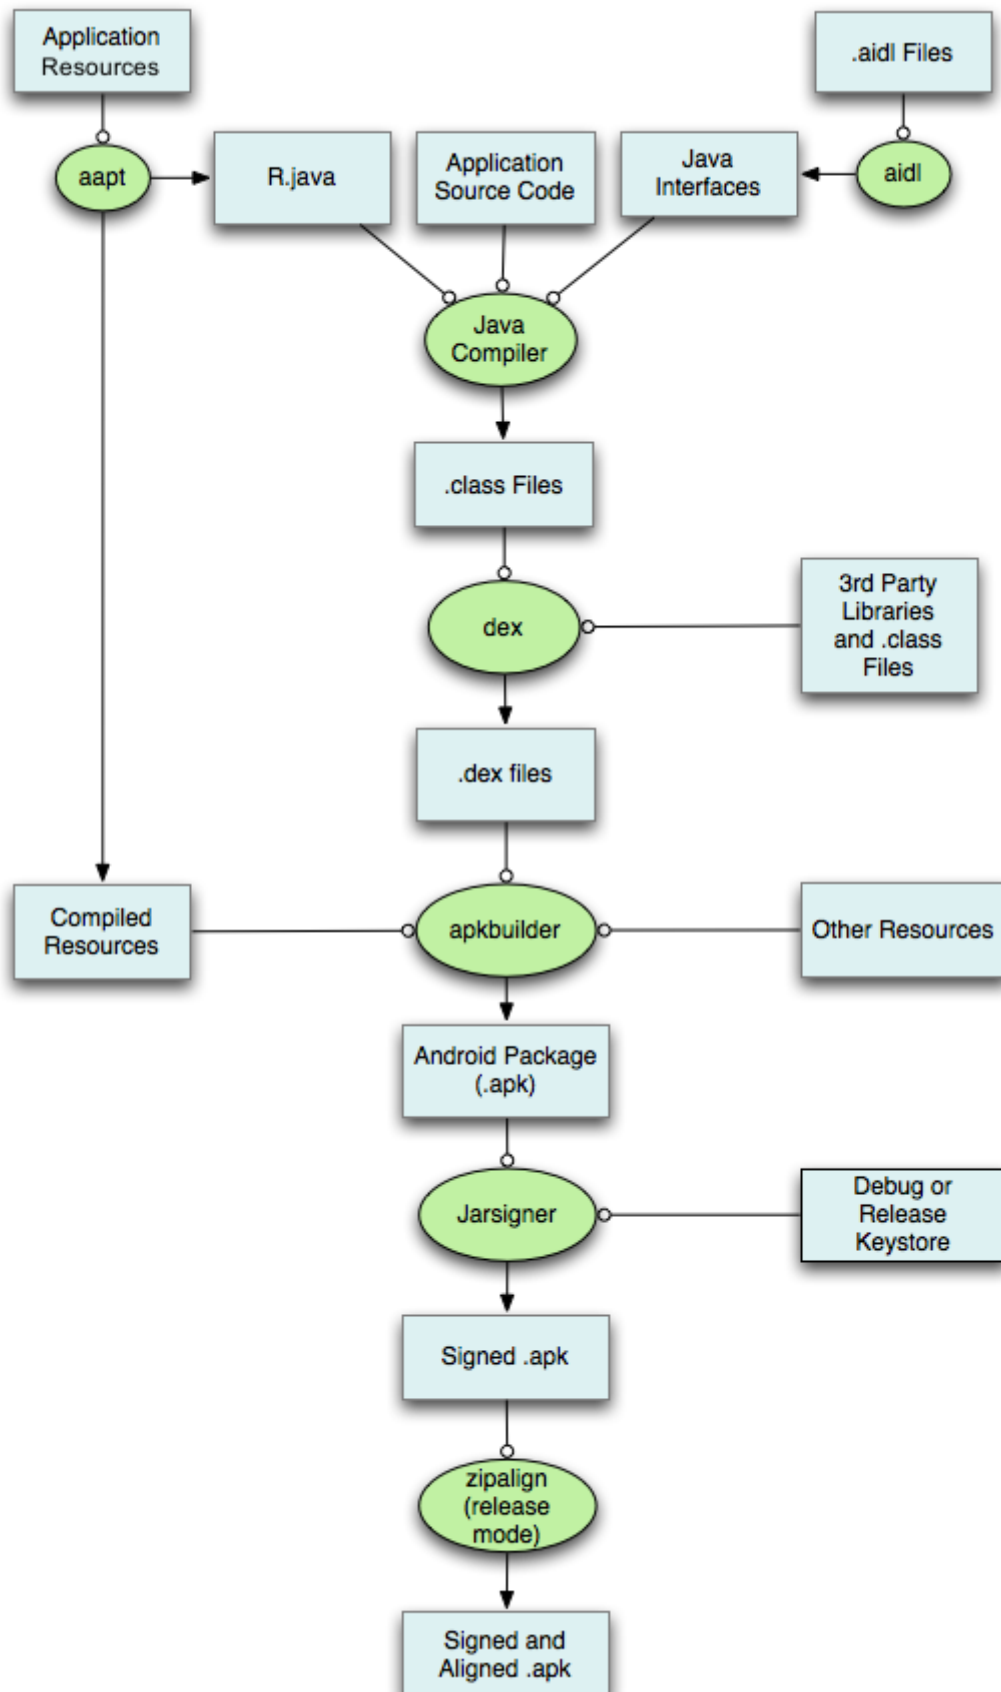 Application
Resources
.aidl Files
aapt
R.java
Application
Source Code
Java
Interfaces
aidl
Java
Compiler
.class Files
dex
3rd Party
Libraries
and .class
Files
.dex files
Compiled
Resources
apkbuilder
Other Resources
Android Package
(.apk)
Jarsigner
Debug or
Release
Keystore
Signed .apk
zipalign
(release
mode)
Signed and
Aligned .apk